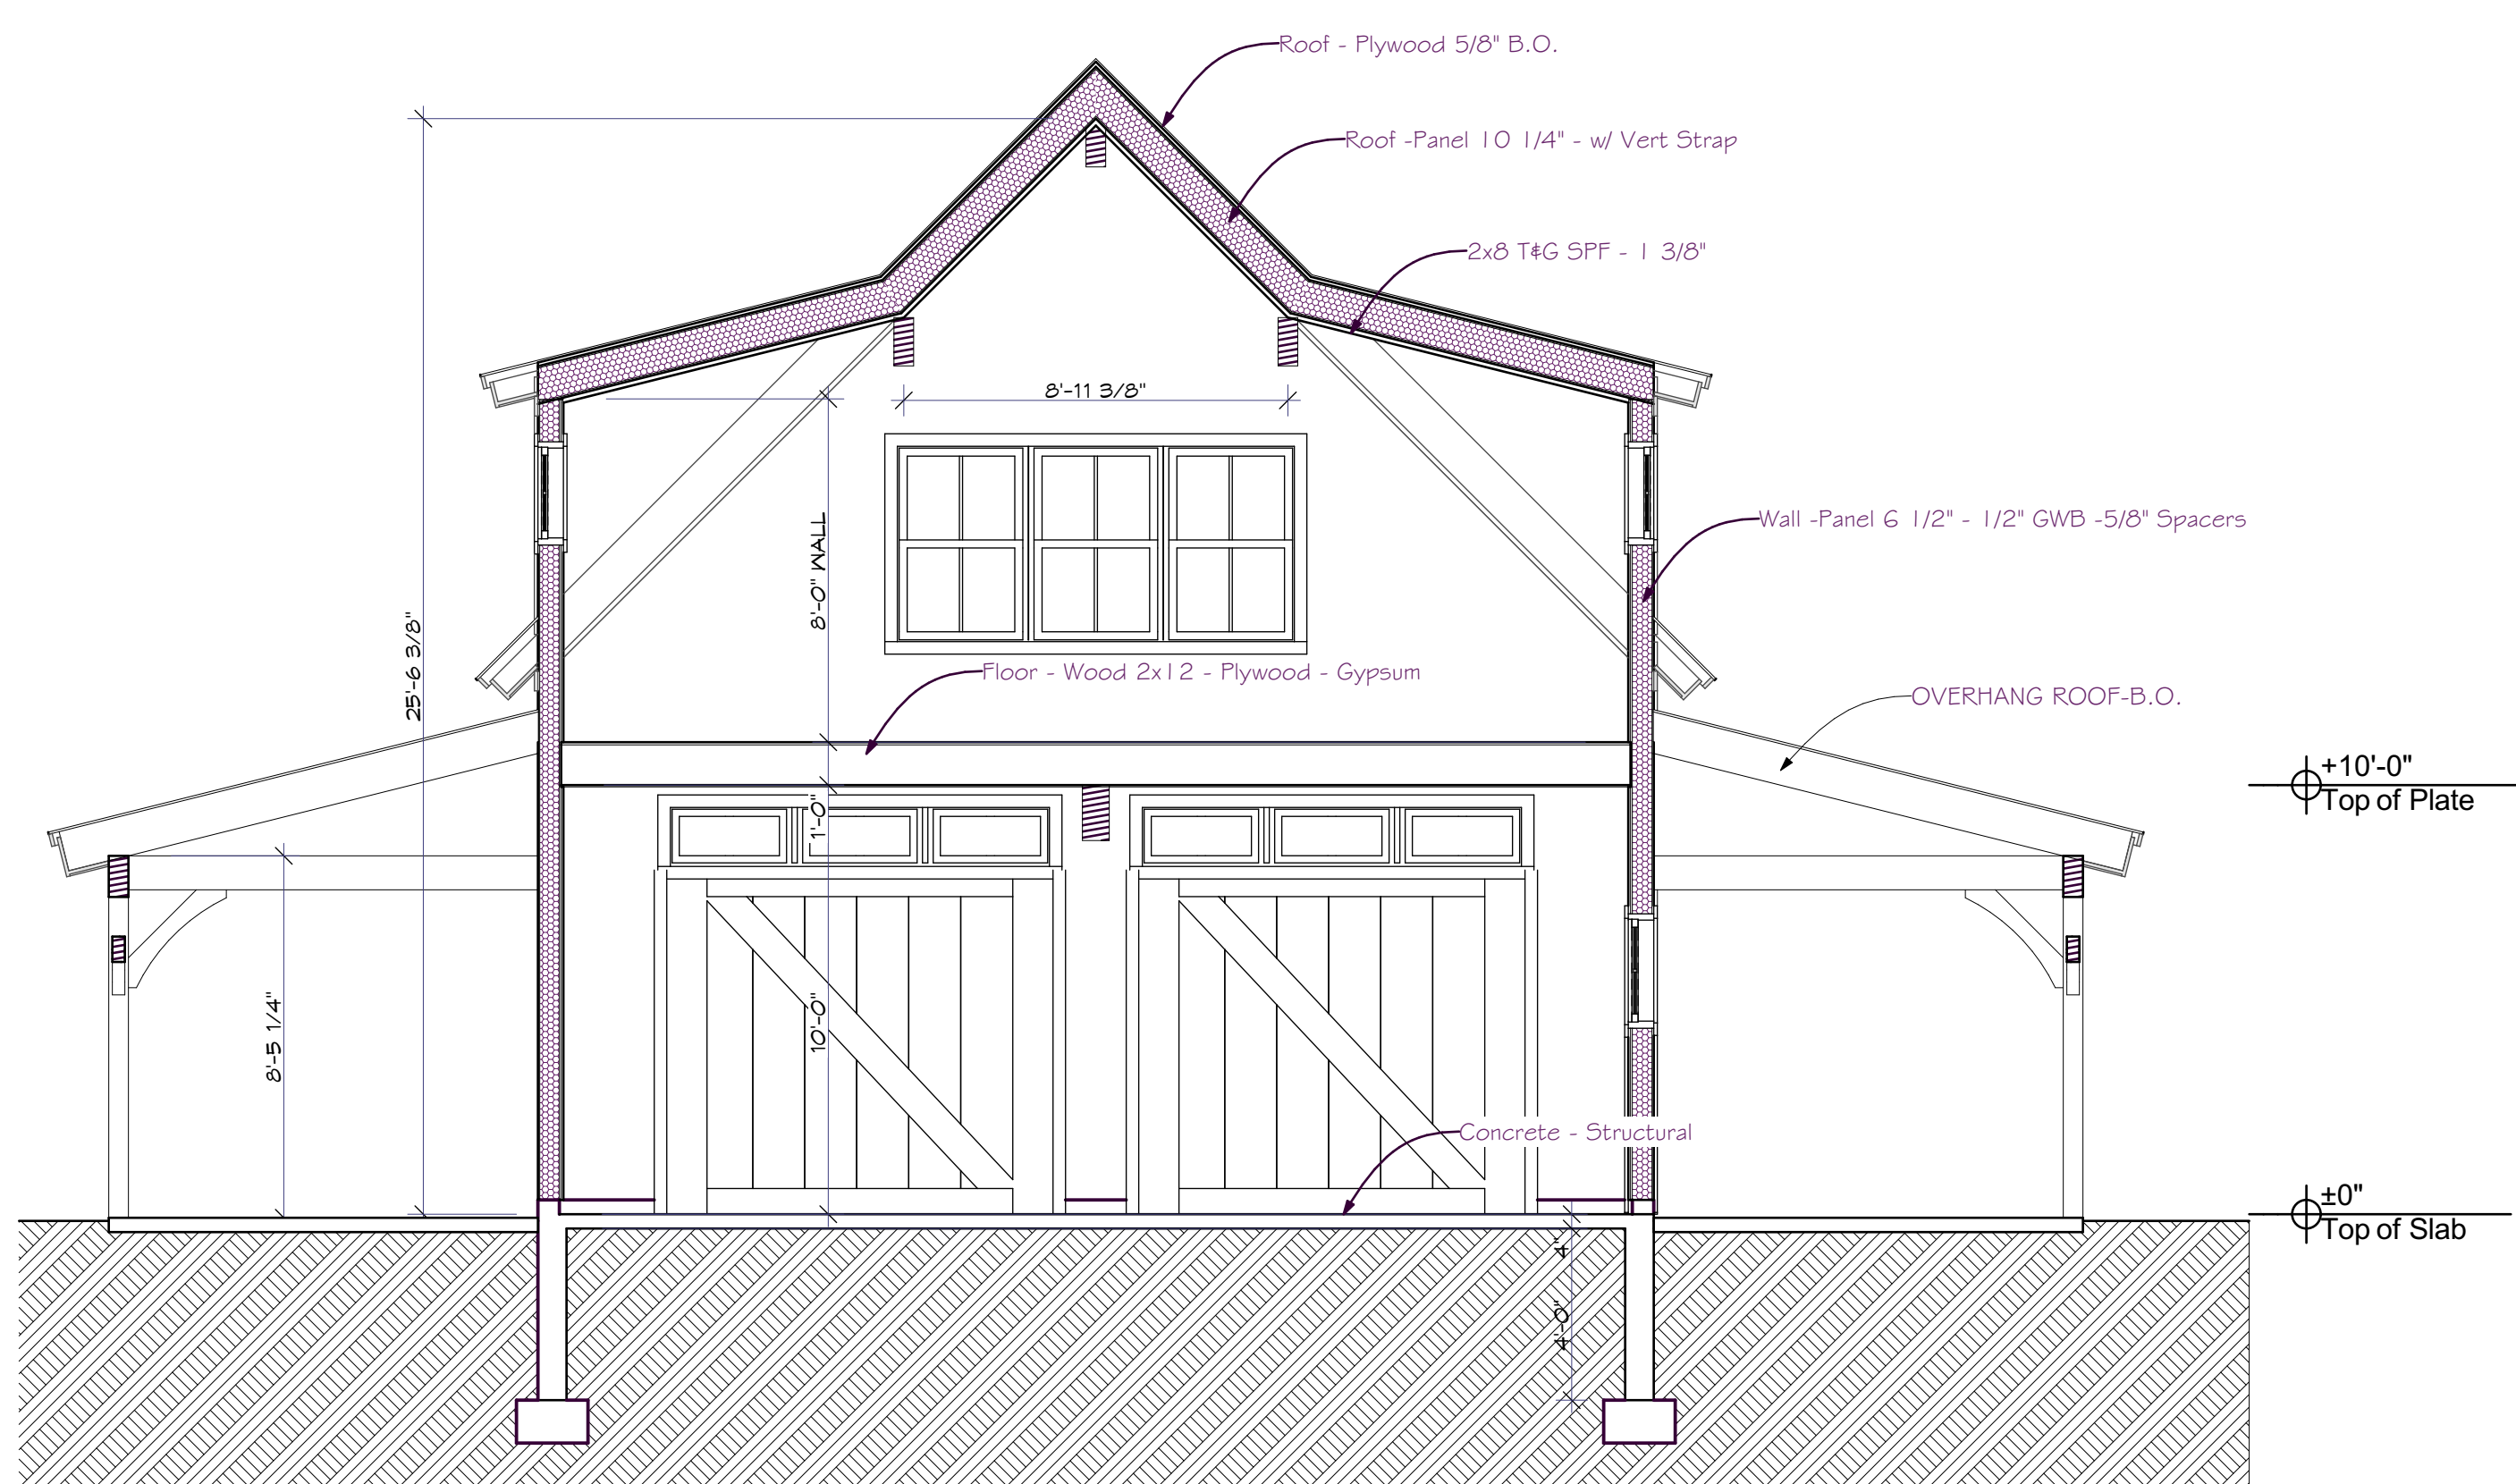 Roof - Plywood 5/8" B.O.
Roof -Panel 10 1/4" - w/ Vert Strap
2x8 T&G SPF - 1 3/8"
8'-11 3/8"
Wall -Panel 6 1/2" - 1/2" GWB -5/8" Spacers
8'-0" WALL
25'-6 3/8"
Floor - Wood 2x12 - Plywood - Gypsum
OVERHANG ROOF-B.O.
+10'-0"
Top of Plate
1'-0"
8'-5 1/4"
10'-0"
Concrete - Structural
±0"
Top of Slab
4"
4'-0"